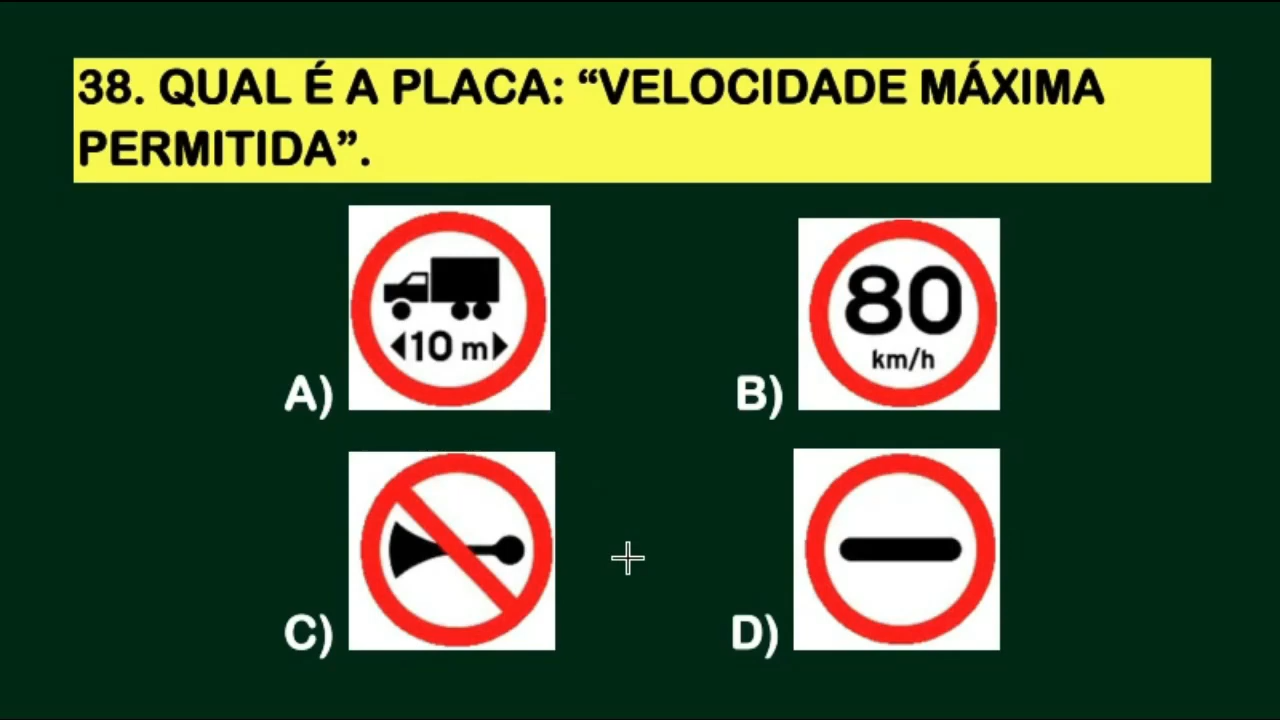 38. QUAL É A PLACA: “VELOCIDADE MÁXIMA
PERMITIDA”.
10 m
A)
80
km/h
B)
C)
D)